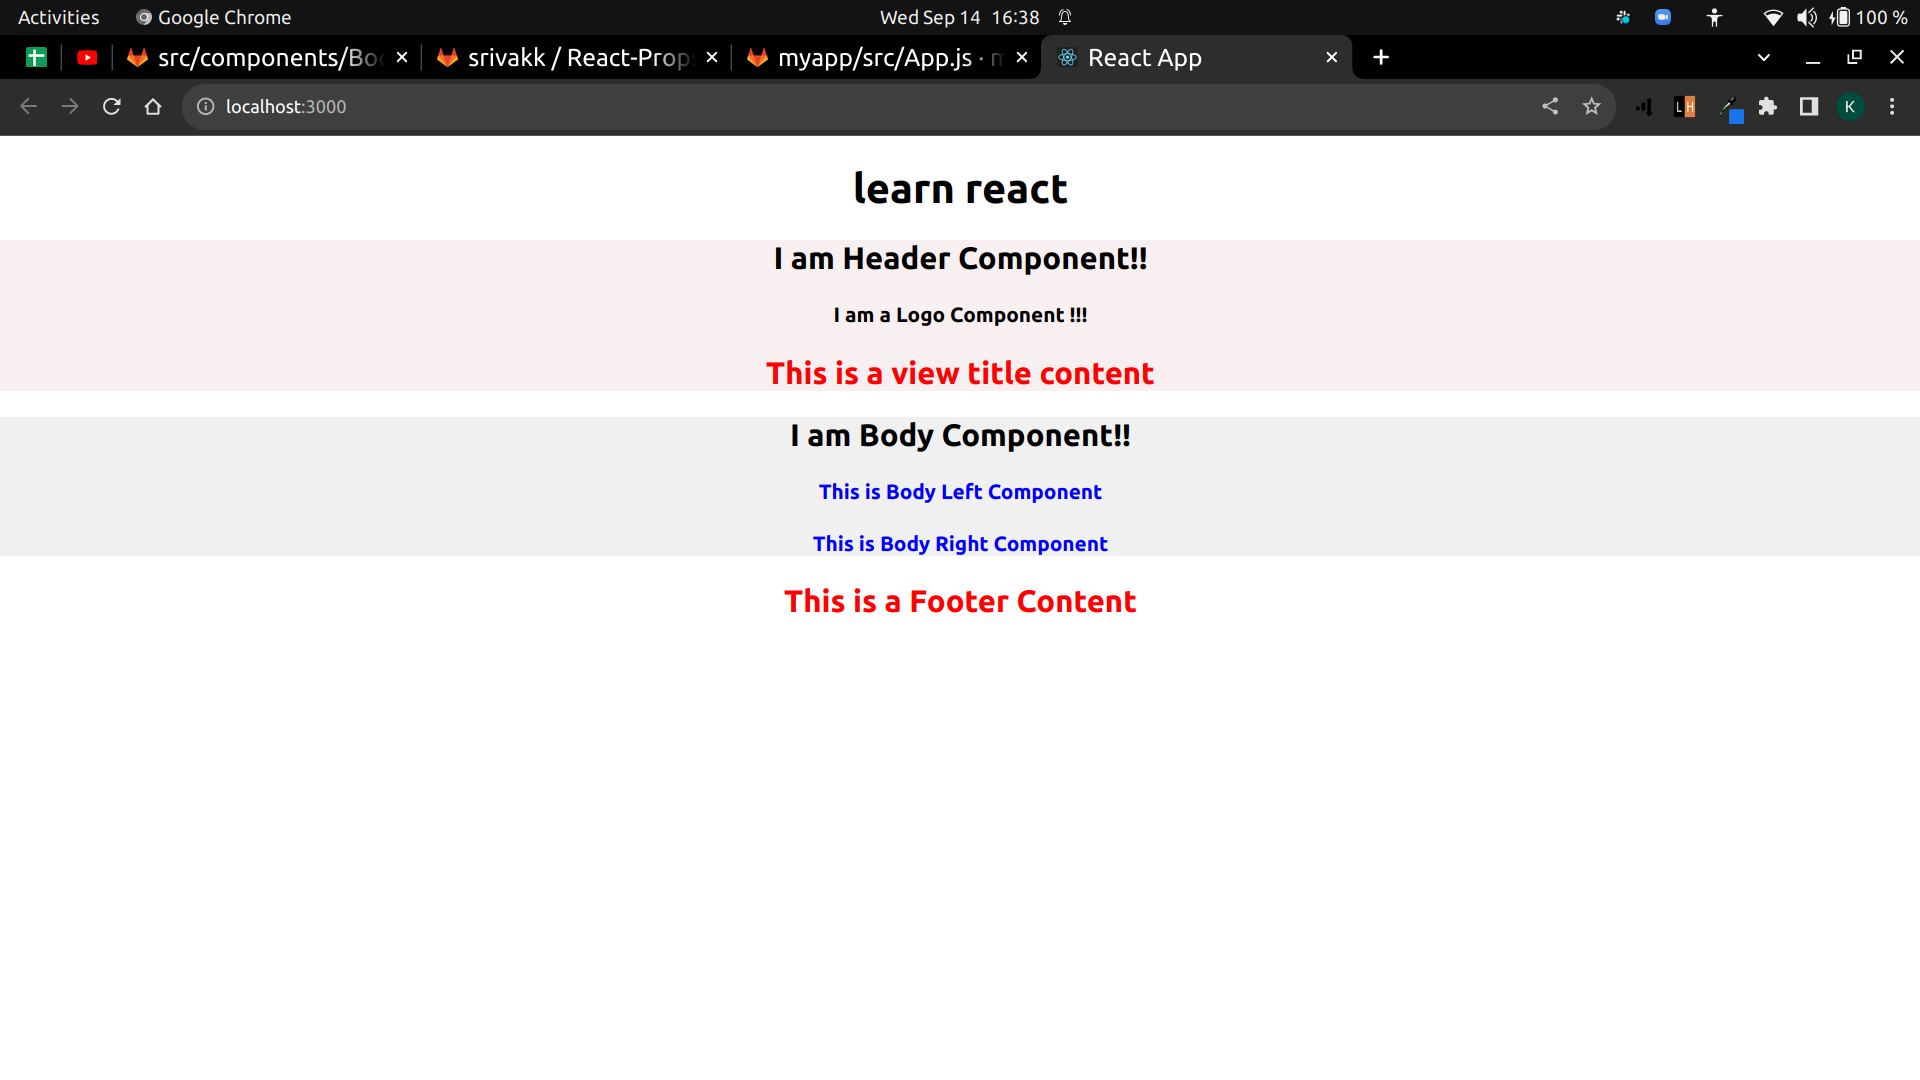 Activities Google Chrome Wed Sep 14 16:38 100 %
src/components/Bo srivakk / React-Props myapp/src/App.js · React App
localhost:3000 L H K
learn react
I am Header Component!!
I am a Logo Component !!!
This is a view title content
I am Body Component!!
This is Body Left Component
This is Body Right Component
This is a Footer Content